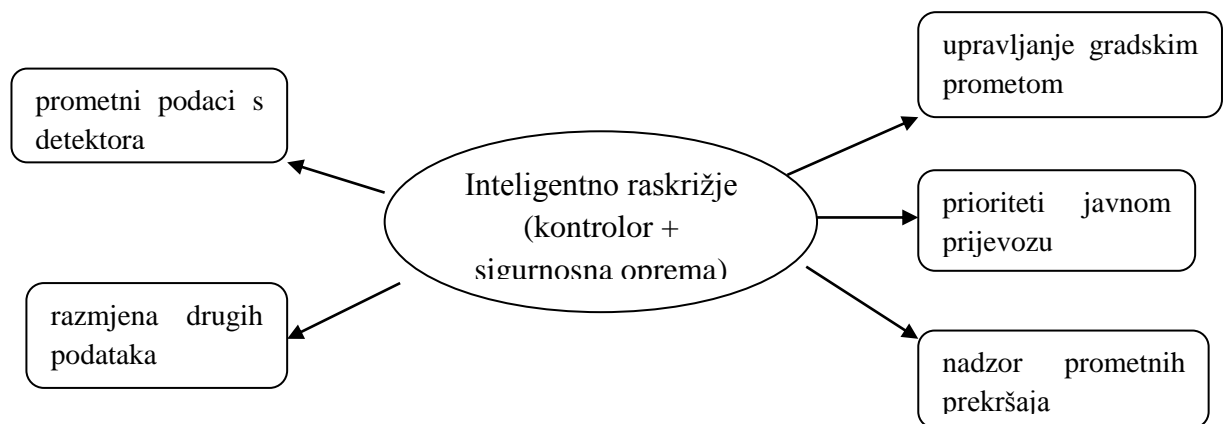 prometni podaci s
detektora
razmjena drugih
podataka
Inteligentno raskrižje
(kontrolor +
sigurnosna oprema)
upravljanje gradskim
prometom
prioriteti javnom
prijevozu
nadzor prometnih
prekršaja